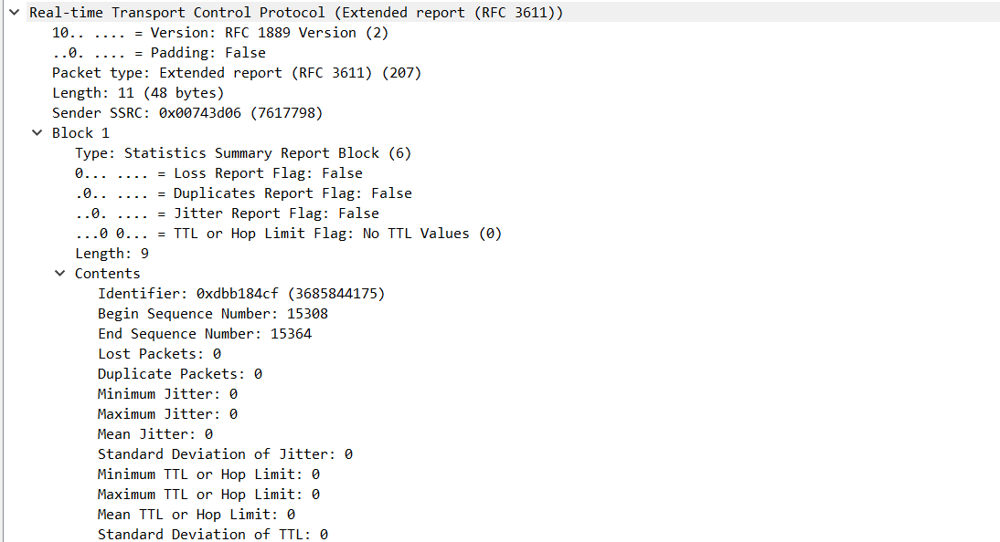 Real-time Transport Control Protocol (Extended report (RFC 3611))
10.. .... = Version: RFC 1889 Version (2)
..0. .... = Padding: False
Packet type: Extended report (RFC 3611) (207)
Length: 11 (48 bytes)
Sender SSRC: 0x00743d06 (7617798)
Block 1
Type: Statistics Summary Report Block (6)
0... .... = Loss Report Flag: False
.0.. .... = Duplicates Report Flag: False
..0. .... = Jitter Report Flag: False
...0 0... = TTL or Hop Limit Flag: No TTL Values (0)
Length: 9
Contents
Identifier: 0xdbb184cf (3685844175)
Begin Sequence Number: 15308
End Sequence Number: 15364
Lost Packets: 0
Duplicate Packets: 0
Minimum Jitter: 0
Maximum Jitter: 0
Mean Jitter: 0
Standard Deviation of Jitter: 0
Minimum TTL or Hop Limit: 0
Maximum TTL or Hop Limit: 0
Mean TTL or Hop Limit: 0
Standard Deviation of TTL: 0